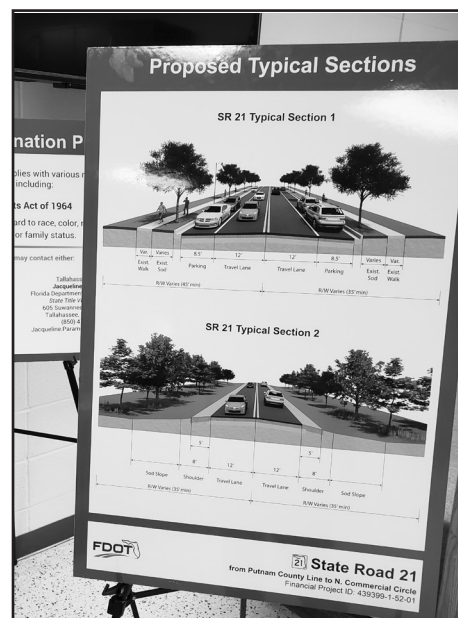 nation P
plies with various n
including:
ts Act of 1964
ard to race, color, n
or family status.
may contact either:
Tallahass
Jacqueline
Florida Departmen
State Title VI
605 Suwannee
Tallahassee,
(850) 4
Jacqueline.Param
Proposed Typical Sections
SR 21 Typical Section 1
Var. Varies 8.5' 12' 12' 8.5' Varies Var.
Exist. Walk Exist. Sod Parking Travel Lane Travel Lane Parking Exist. Sod Exist. Walk
R/W Varies (45' min) R/W Varies (35' min)
SR 21 Typical Section 2
5' 5'
8' 12' 12' 8'
Sod Slope Shoulder Travel Lane Travel Lane Shoulder Sod Slope
R/W Varies (35' min) R/W Varies (35' min)
FDOT
21 State Road 21
from Putnam County Line to N. Commercial Circle
Financial Project ID: 439399-1-52-01